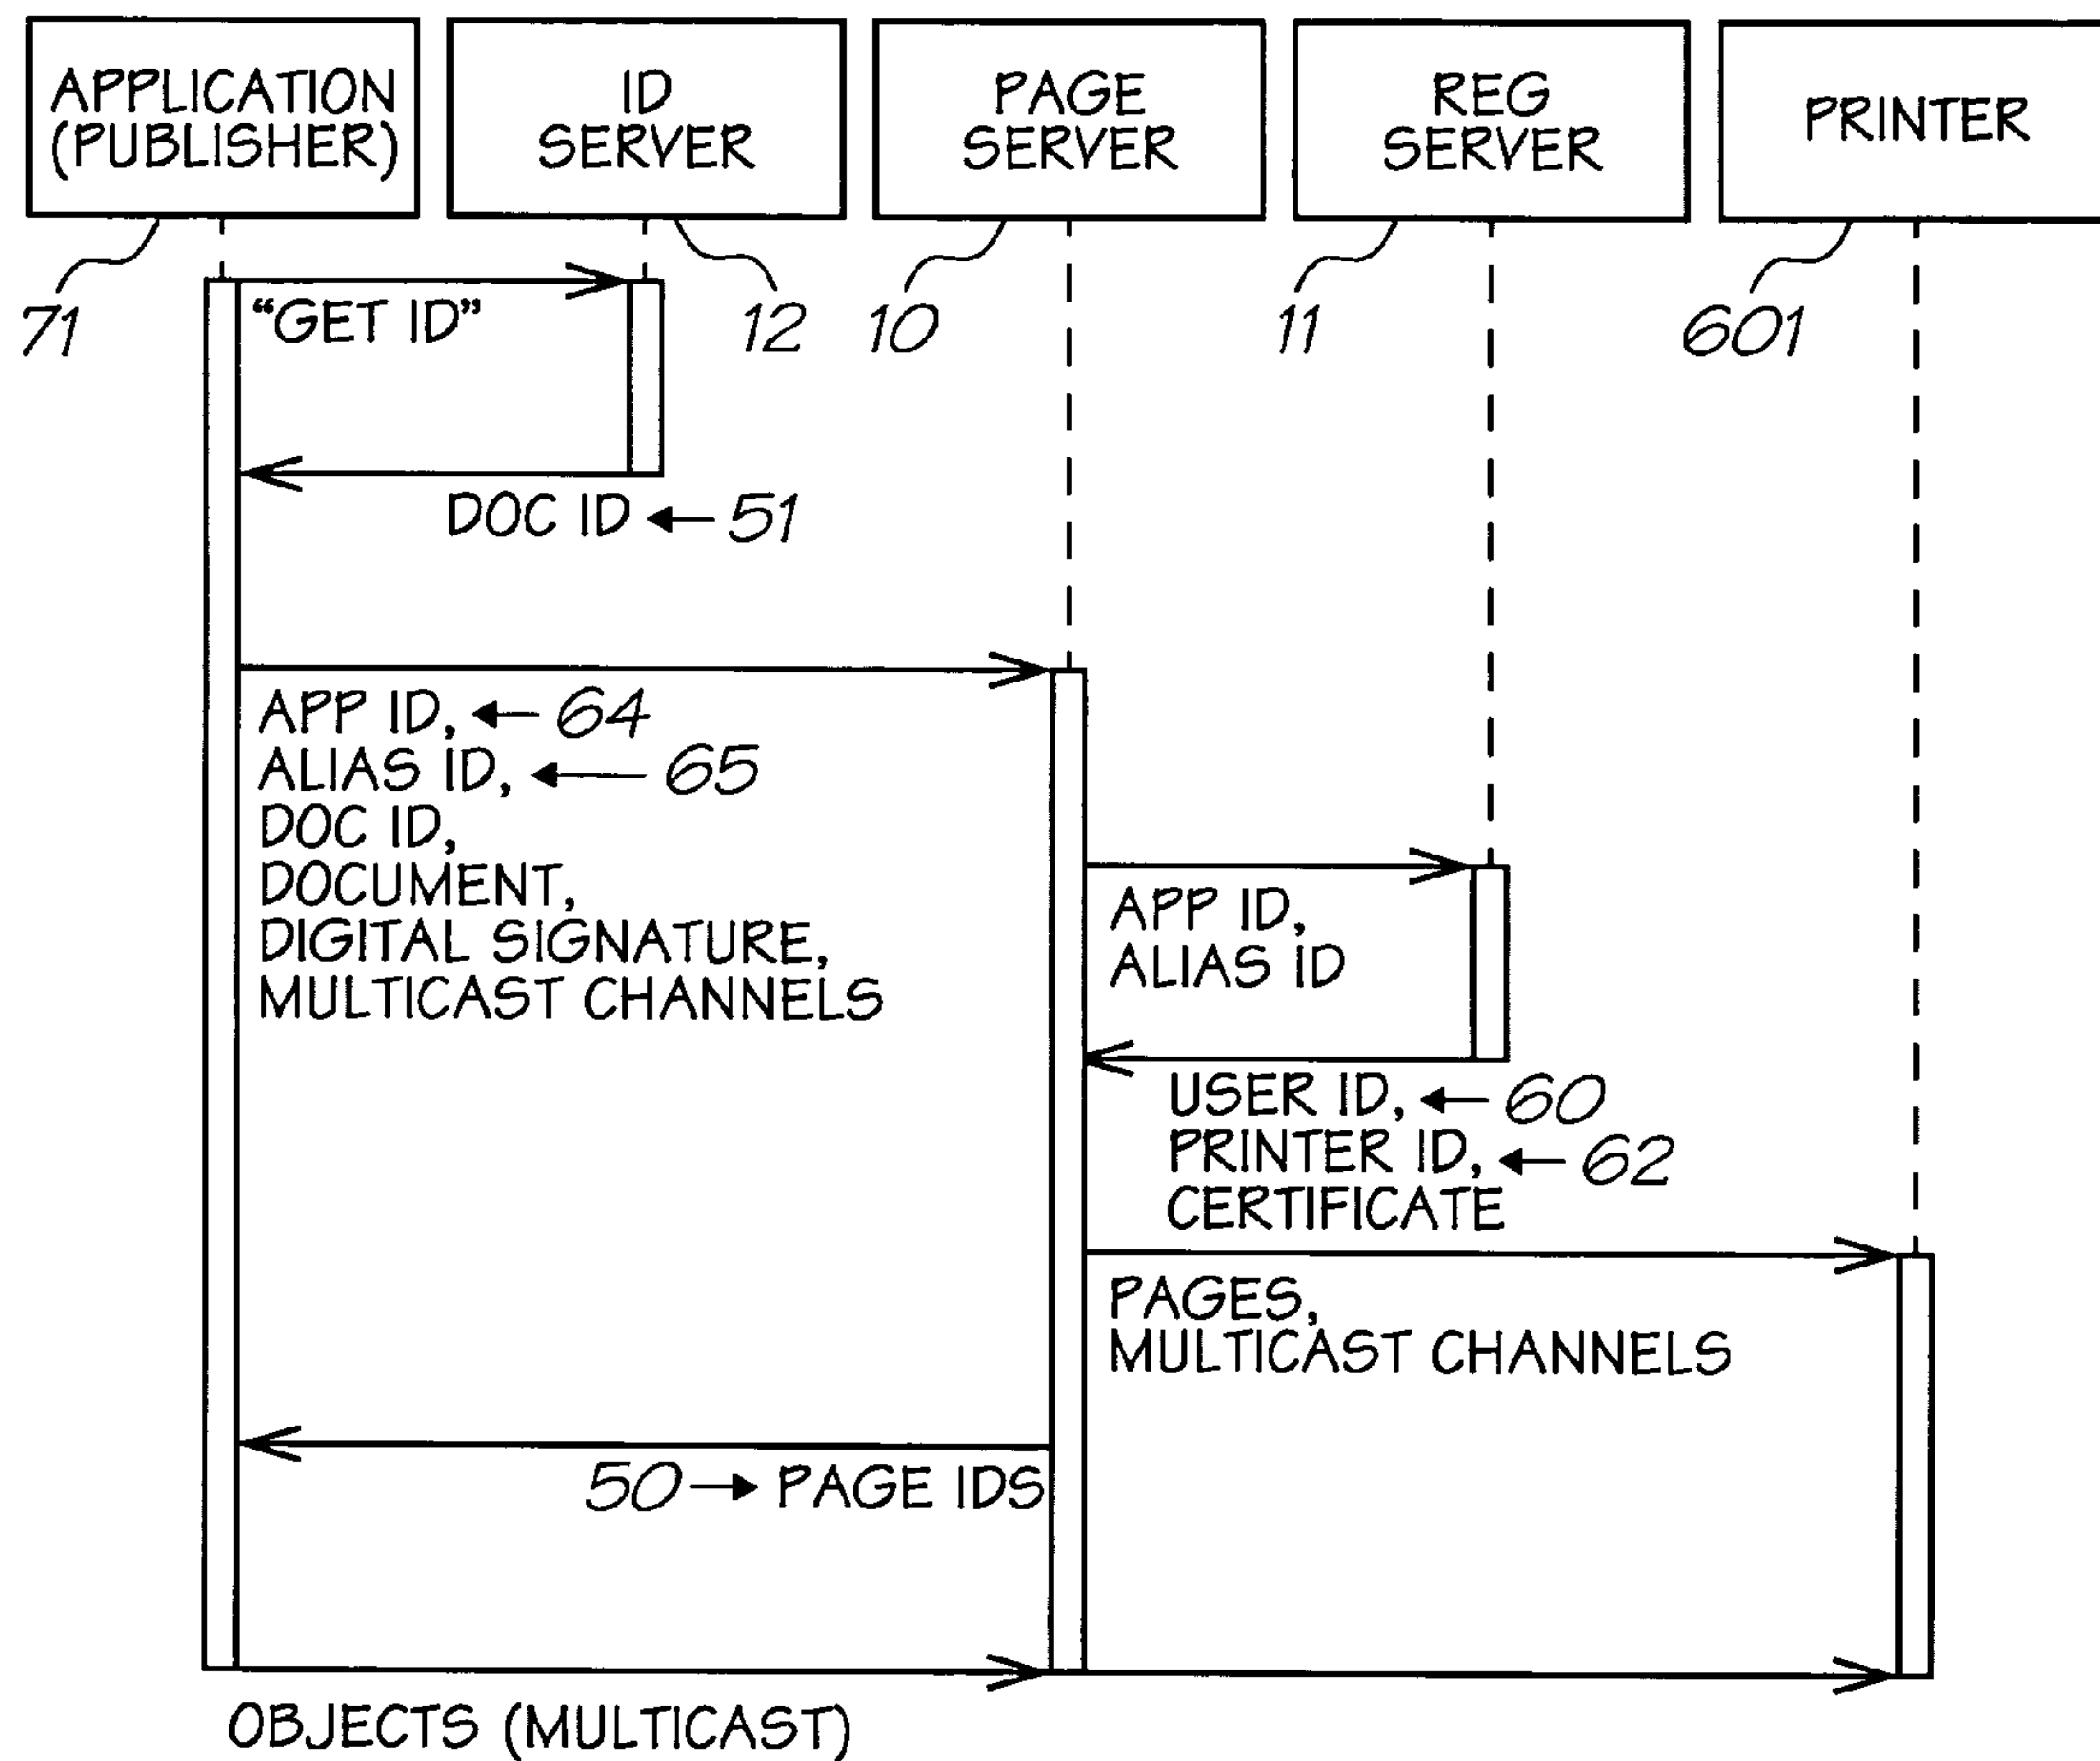 APPLICATION
(PUBLISHER)
ID
SERVER
PAGE
SERVER
REG
SERVER
PRINTER
71
12
10
11
601
“GET ID”
DOC ID 51
APP ID, 64
ALIAS ID, 65
DOC ID,
DOCUMENT,
DIGITAL SIGNATURE,
MULTICAST CHANNELS
APP ID,
ALIAS ID
USER ID, 60
PRINTER ID, 62
CERTIFICATE
PAGES,
MULTICAST CHANNELS
50 PAGE IDS
OBJECTS (MULTICAST)